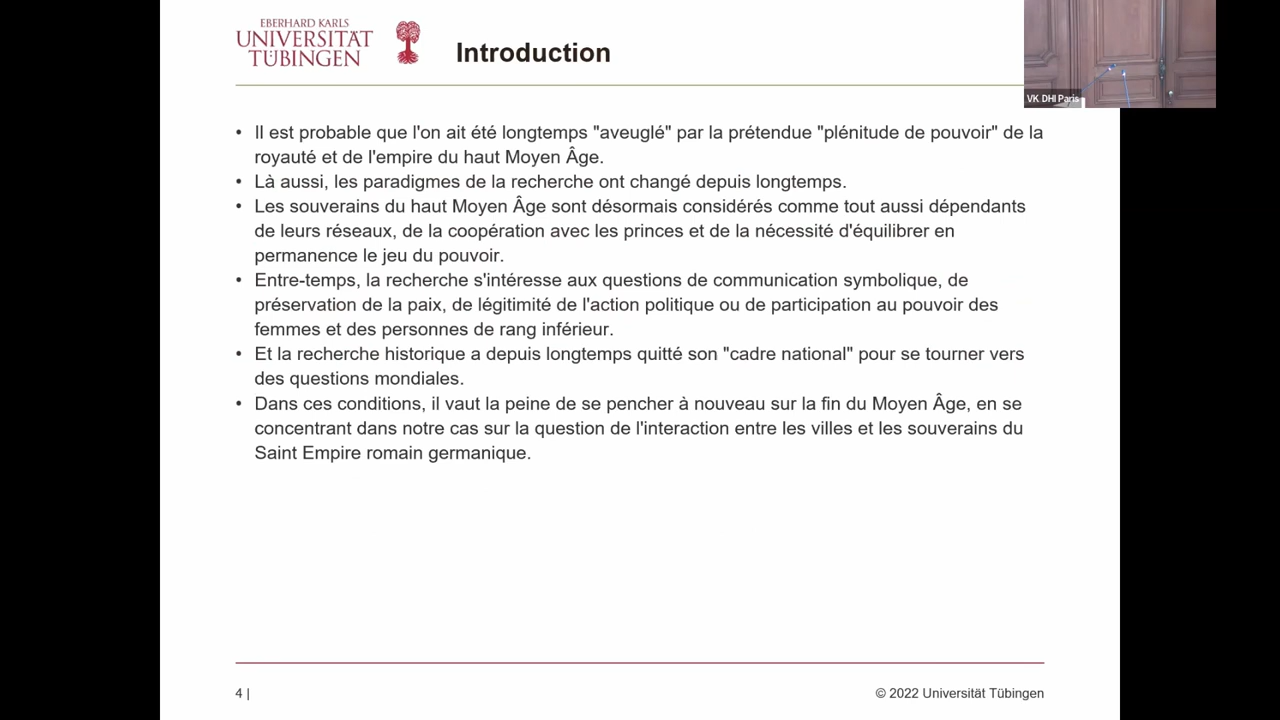 EBERHARD KARLS
UNIVERSITÄT
TÜBINGEN
Introduction
VK DHI Paris
• Il est probable que l'on ait été longtemps "aveuglé" par la prétendue "plénitude de pouvoir" de la
royauté et de l'empire du haut Moyen Âge.
• Là aussi, les paradigmes de la recherche ont changé depuis longtemps.
• Les souverains du haut Moyen Âge sont désormais considérés comme tout aussi dépendants
de leurs réseaux, de la coopération avec les princes et de la nécessité d'équilibrer en
permanence le jeu du pouvoir.
• Entre-temps, la recherche s'intéresse aux questions de communication symbolique, de
préservation de la paix, de légitimité de l'action politique ou de participation au pouvoir des
femmes et des personnes de rang inférieur.
• Et la recherche historique a depuis longtemps quitté son "cadre national" pour se tourner vers
des questions mondiales.
• Dans ces conditions, il vaut la peine de se pencher à nouveau sur la fin du Moyen Âge, en se
concentrant dans notre cas sur la question de l'interaction entre les villes et les souverains du
Saint Empire romain germanique.
4 |
© 2022 Universität Tübingen